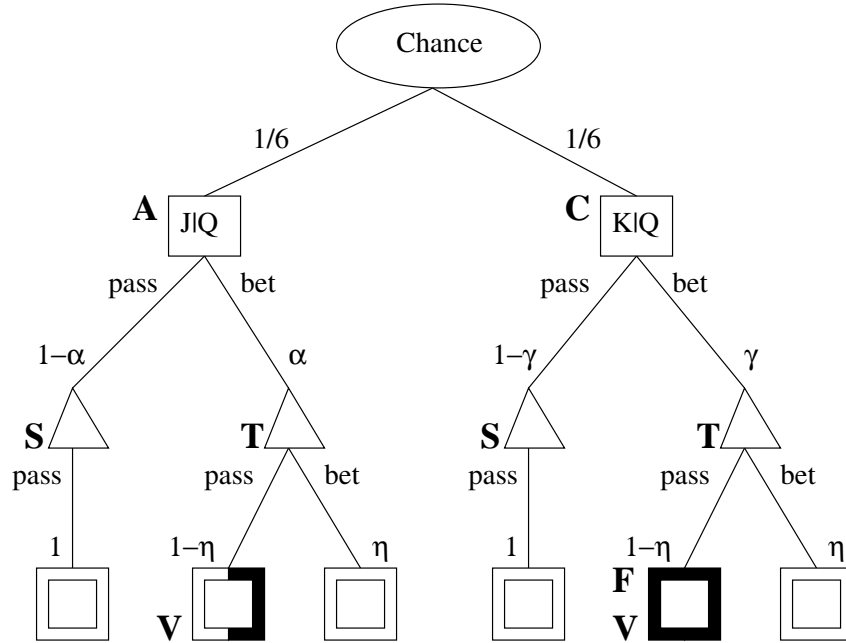 Chance
1/6 1/6
A J|Q C K|Q
pass bet pass bet
1−α α 1−γ γ
S T S T
pass pass bet pass pass bet
1 1−η η 1 1−η η
F
V V